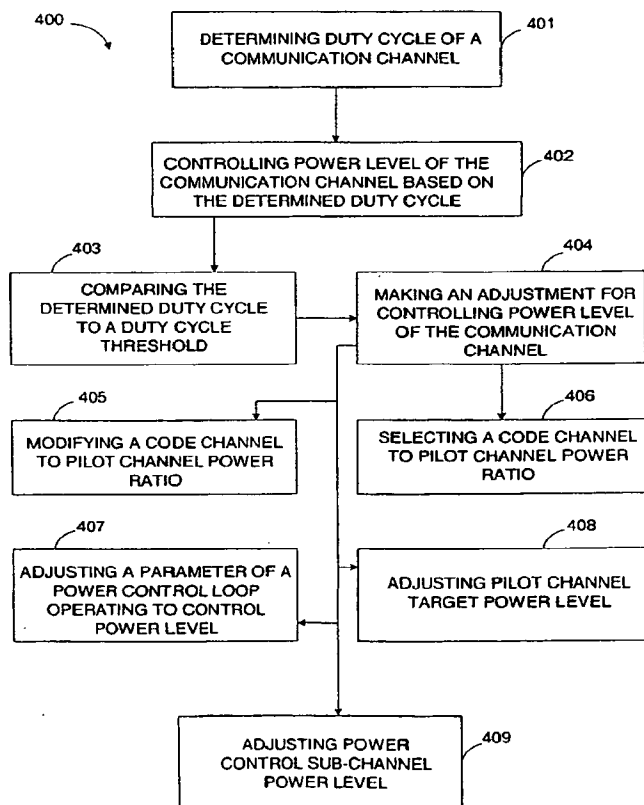 400
DETERMINING DUTY CYCLE OF A
COMMUNICATION CHANNEL
401
CONTROLLING POWER LEVEL OF THE
COMMUNICATION CHANNEL BASED ON
THE DETERMINED DUTY CYCLE
402
403
COMPARING THE
DETERMINED DUTY CYCLE
TO A DUTY CYCLE
THRESHOLD
404
MAKING AN ADJUSTMENT FOR
CONTROLLING POWER LEVEL
OF THE COMMUNICATION
CHANNEL
405
MODIFYING A CODE CHANNEL
TO PILOT CHANNEL POWER
RATIO
406
SELECTING A CODE CHANNEL
TO PILOT CHANNEL POWER
RATIO
407
ADJUSTING A PARAMETER OF A
POWER CONTROL LOOP
OPERATING TO CONTROL
POWER LEVEL
408
ADJUSTING PILOT CHANNEL
TARGET POWER LEVEL
ADJUSTING POWER
CONTROL SUB-CHANNEL
POWER LEVEL
409